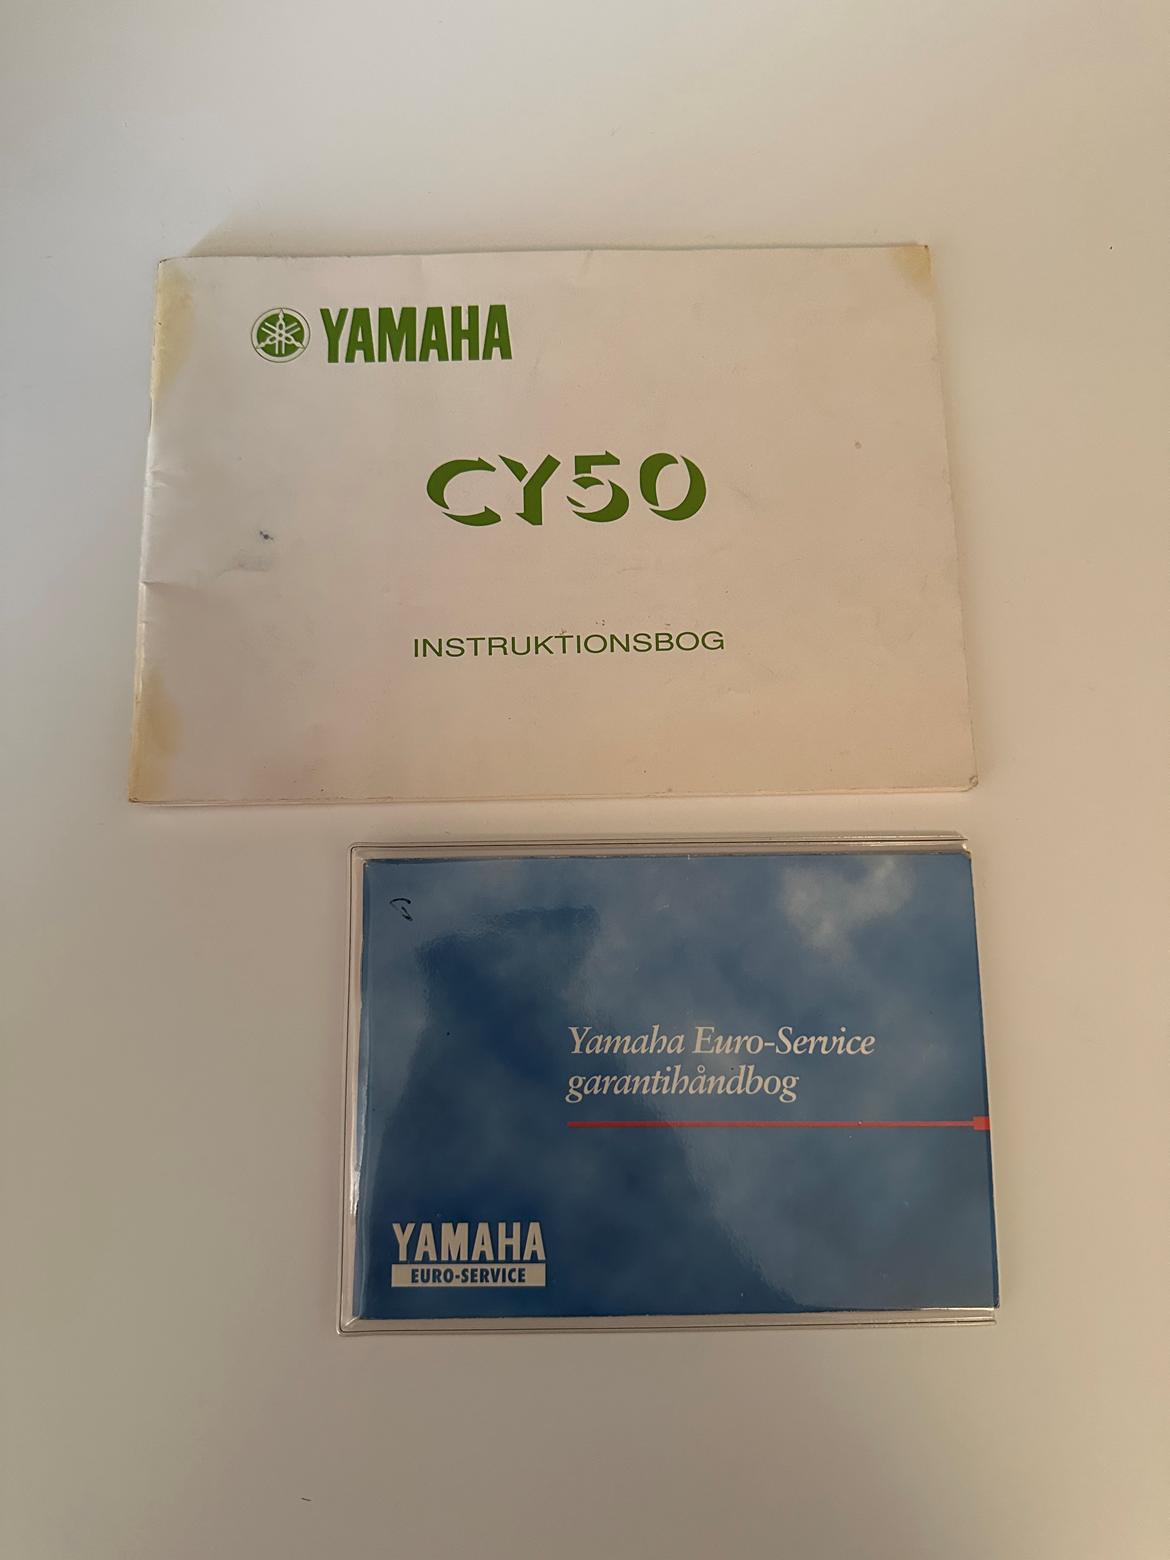 YAMAHA
CY50
INSTRUKTIONSBOG
Yamaha Euro-Service
garantihåndbog
YAMAHA
EURO-SERVICE